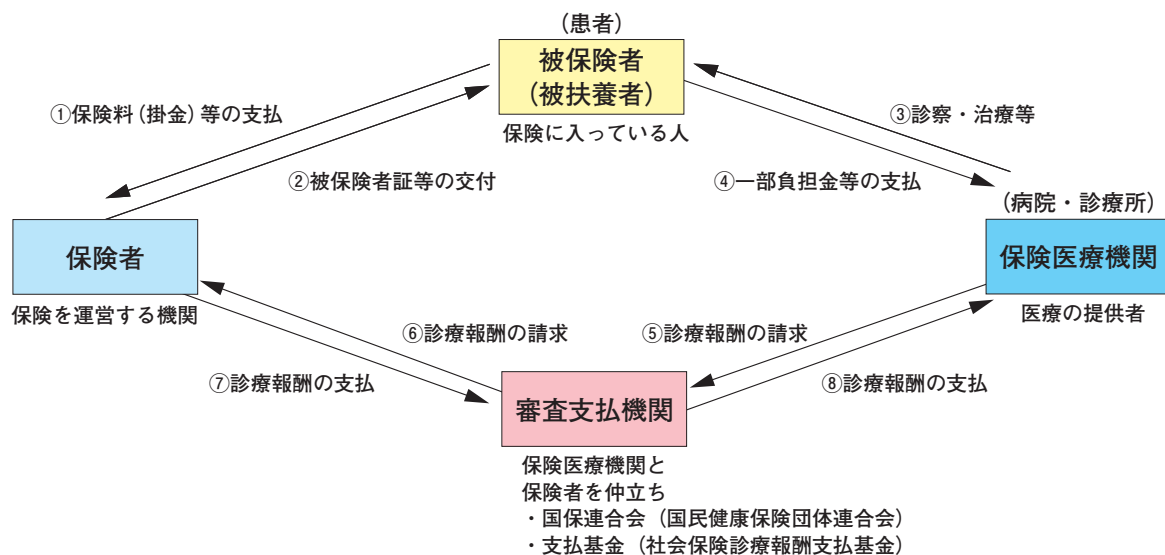 (患者)
被保険者
(被扶養者)
保険に入っている人
①保険料(掛金)等の支払
②被保険者証等の交付
③診察・治療等
④一部負担金等の支払
(病院・診療所)
保険者
保険を運営する機関
保険医療機関
医療の提供者
⑥診療報酬の請求
⑤診療報酬の請求
⑦診療報酬の支払
⑧診療報酬の支払
審査支払機関
保険医療機関と
保険者を仲立ち
・国保連合会(国民健康保険団体連合会)
・支払基金(社会保険診療報酬支払基金)